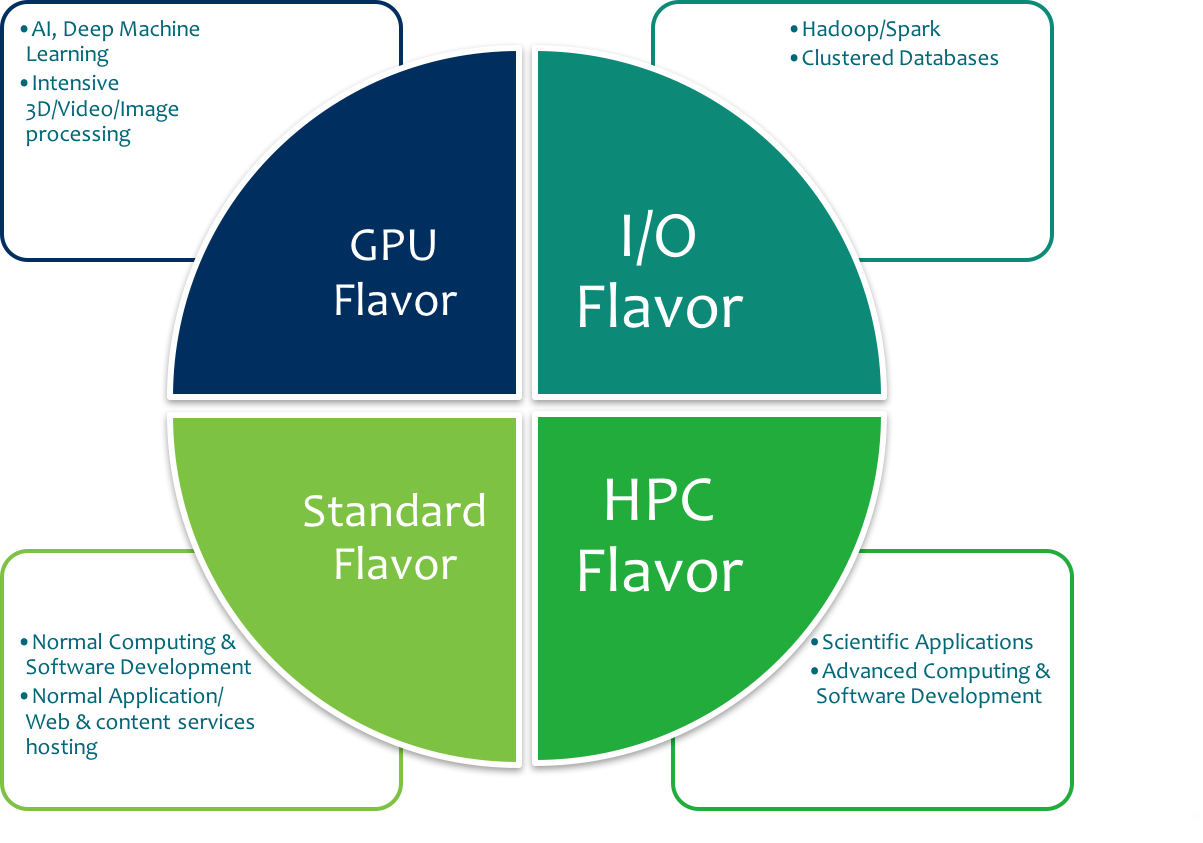 •AI, Deep Machine
Learning
•Intensive
3D/Video/Image
processing
•Hadoop/Spark
•Clustered Databases
GPU
Flavor
I/O
Flavor
Standard
Flavor
HPC
Flavor
•Normal Computing &
Software Development
•Normal Application/
Web & content services
hosting
•Scientific Applications
•Advanced Computing &
Software Development